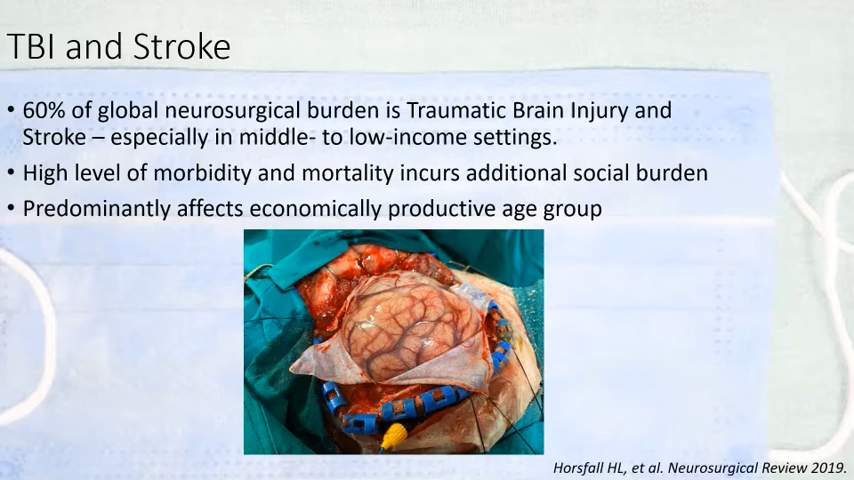 TBI and Stroke
• 60% of global neurosurgical burden is Traumatic Brain Injury and
Stroke – especially in middle- to low-income settings.
• High level of morbidity and mortality incurs additional social burden
• Predominantly affects economically productive age group
Horsfall HL, et al. Neurosurgical Review 2019.